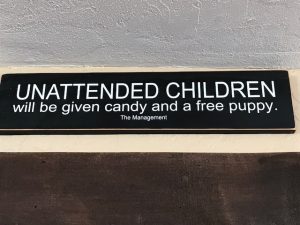 UNATTENDED CHILDREN
will be given candy and a free puppy.
The Management